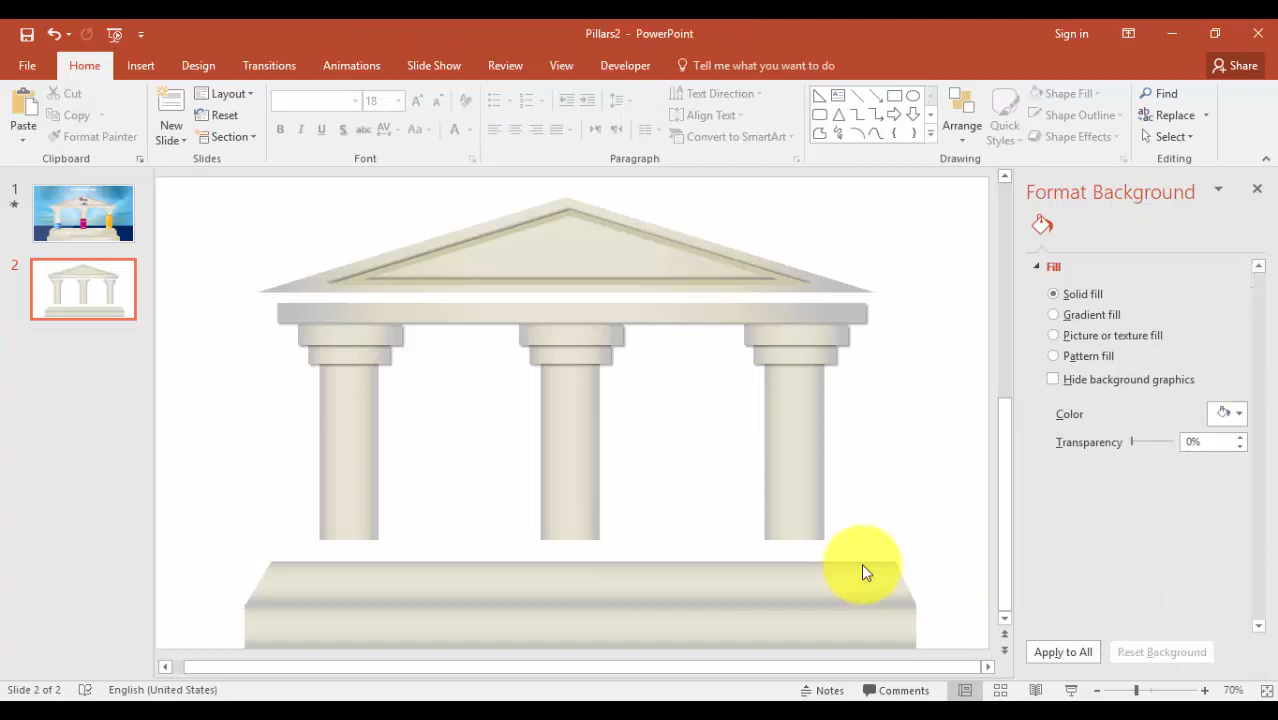 Pillars2 - PowerPoint
Sign in
File Home Insert Design Transitions Animations Slide Show Review View Developer Tell me what you want to do Share
Paste
Cut
Copy
Format Painter
Clipboard
New Slide
Layout
Reset
Section
Slides
18
B I U S abc AV Aa A
Font
Text Direction
Align Text
Convert to SmartArt
Paragraph
Arrange
Quick Styles
Shape Fill
Shape Outline
Shape Effects
Drawing
Find
Replace
Select
Editing
1
2
Format Background
Fill
Solid fill
Gradient fill
Picture or texture fill
Pattern fill
Hide background graphics
Color
Transparency 0%
Apply to All Reset Background
Slide 2 of 2 English (United States) Notes Comments 70%